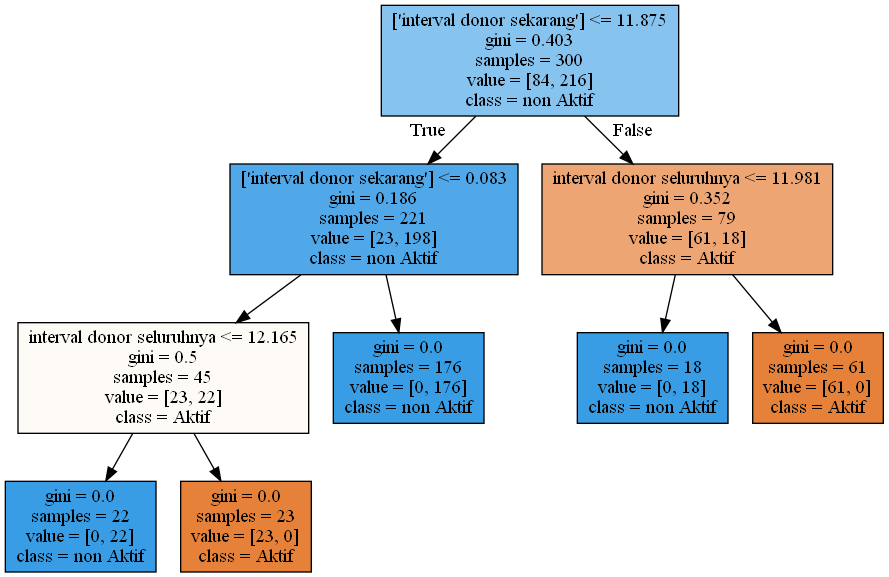 ['interval donor sekarang'] <= 11.875
gini = 0.403
samples = 300
value = [84, 216]
class = non Aktif
True
False
['interval donor sekarang'] <= 0.083
gini = 0.186
samples = 221
value = [23, 198]
class = non Aktif
interval donor seluruhnya <= 11.981
gini = 0.352
samples = 79
value = [61, 18]
class = Aktif
interval donor seluruhnya <= 12.165
gini = 0.5
samples = 45
value = [23, 22]
class = Aktif
gini = 0.0
samples = 176
value = [0, 176]
class = non Aktif
gini = 0.0
samples = 18
value = [0, 18]
class = non Aktif
gini = 0.0
samples = 61
value = [61, 0]
class = Aktif
gini = 0.0
samples = 22
value = [0, 22]
class = non Aktif
gini = 0.0
samples = 23
value = [23, 0]
class = Aktif